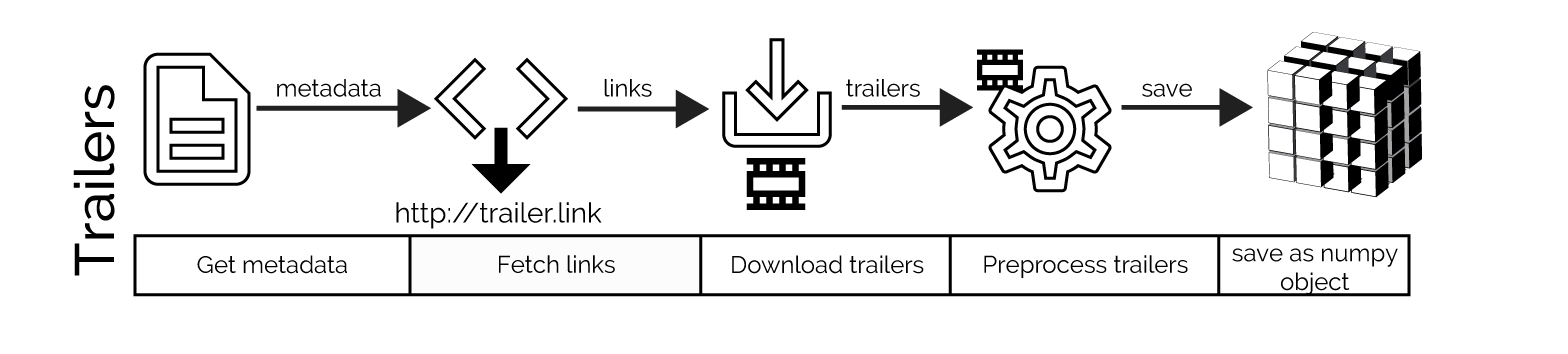 Trailers
metadata
links
trailers
save
http://trailer.link
Get metadata
Fetch links
Download trailers
Preprocess trailers
save as numpy
object